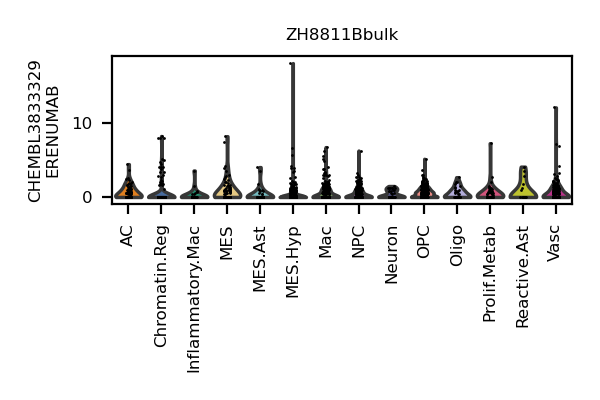 ZH8811Bbulk
CHEMBL3833329
ERENUMAB
10
0
AC
Chromatin.Reg
Inflammatory.Mac
MES
MES.Ast
MES.Hyp
Mac
NPC
Neuron
OPC
Oligo
Prolif.Metab
Reactive.Ast
Vasc